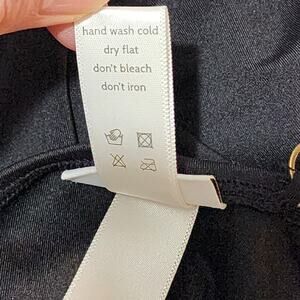 hand wash cold
dry flat
don't bleach
don't iron